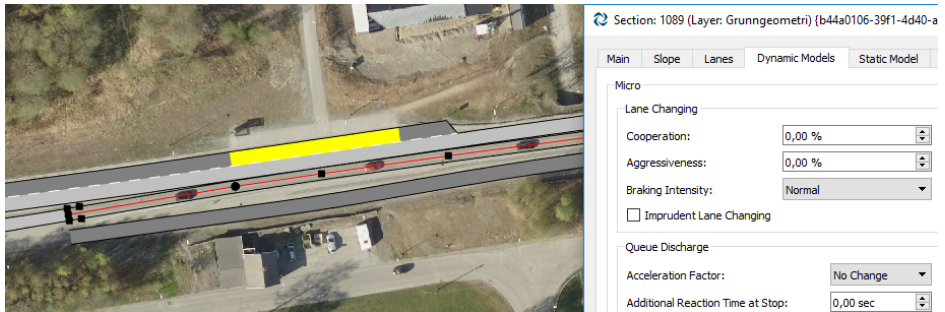 Section: 1089 (Layer: Grunngeometri) {b44a0106-39f1-4d40-a
Main Slope Lanes Dynamic Models Static Model
Micro
Lane Changing
Cooperation: 0,00 %
Aggressiveness: 0,00 %
Braking Intensity: Normal
Imprudent Lane Changing
Queue Discharge
Acceleration Factor: No Change
Additional Reaction Time at Stop: 0,00 sec